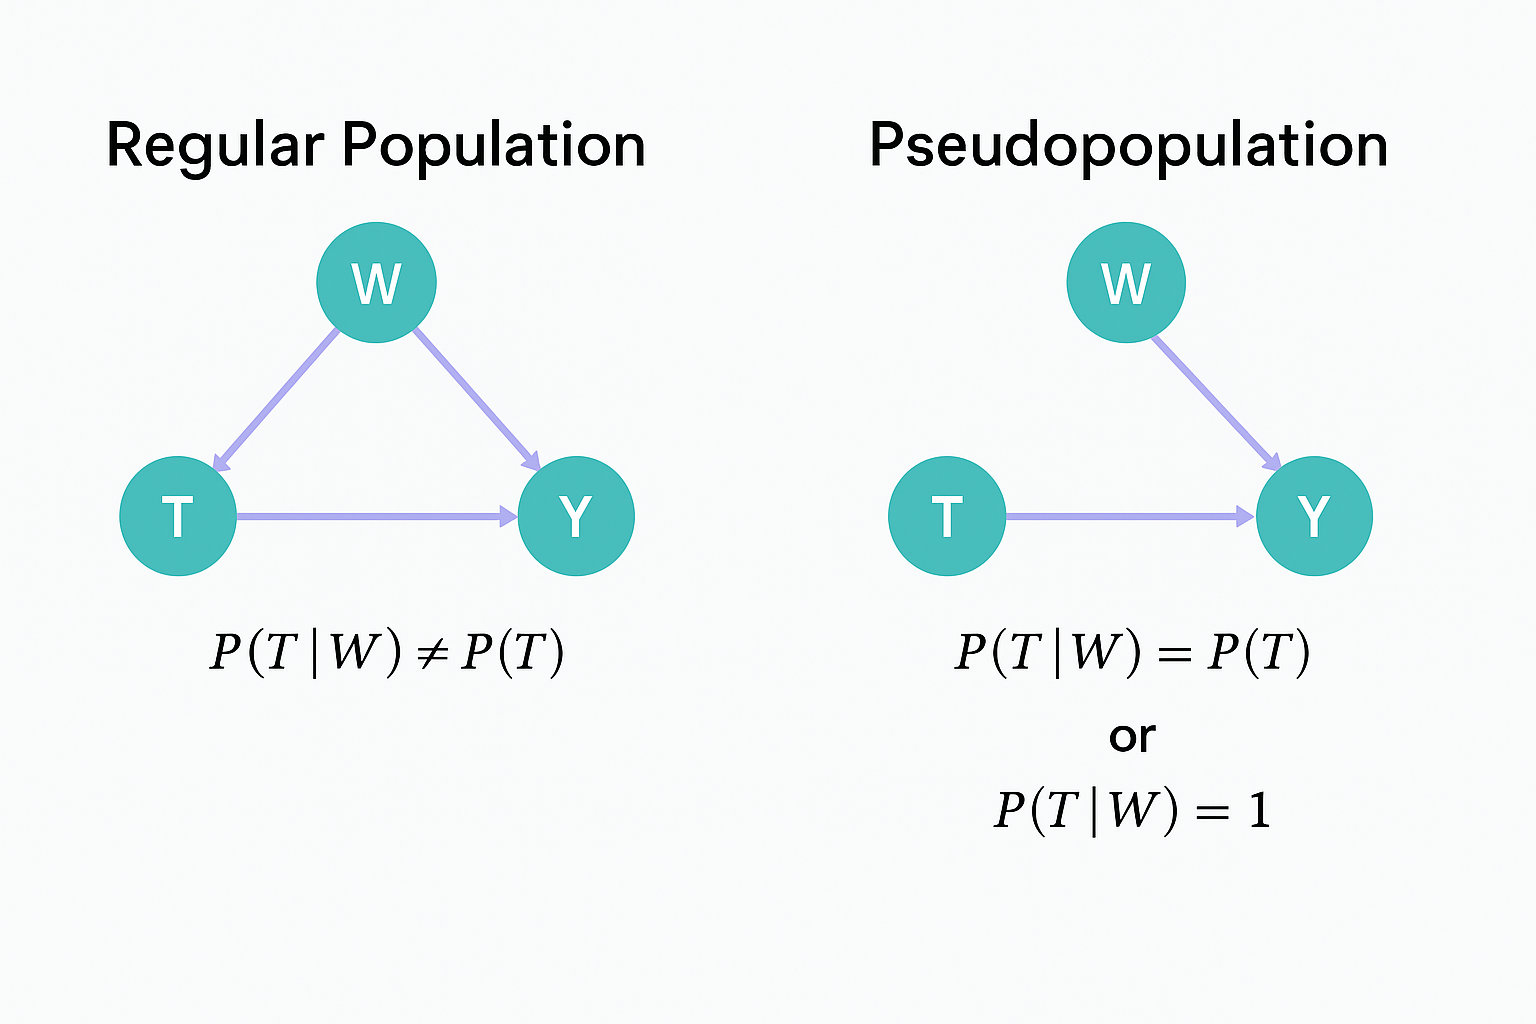 Regular Population
W
T
Y
P(T|W) ≠ P(T)
Pseudopopulation
W
T
Y
P(T|W) = P(T)
or
P(T|W) = 1